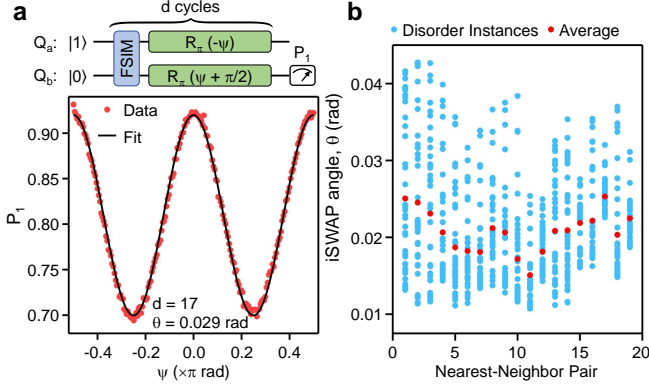 a
d cycles
Qa: |1⟩
FSIM
Rπ (-ψ)
P1
Qb: |0⟩
Rπ (ψ + π/2)
Data
Fit
0.90
0.85
0.80
0.75
0.70
P1
d = 17
θ = 0.029 rad
-0.4 -0.2 0.0 0.2 0.4
ψ (×π rad)
b
Disorder Instances Average
0.04
0.03
0.02
0.01
iSWAP angle, θ (rad)
0 5 10 15 20
Nearest-Neighbor Pair